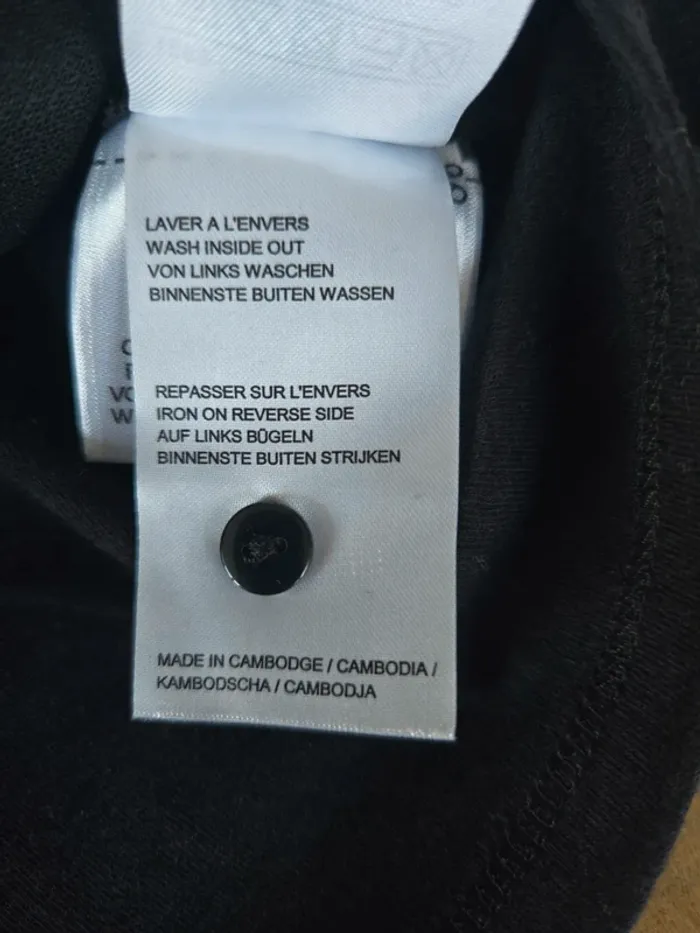 LAVER A L'ENVERS
WASH INSIDE OUT
VON LINKS WASCHEN
BINNENSTE BUITEN WASSEN
REPASSER SUR L'ENVERS
IRON ON REVERSE SIDE
AUF LINKS BÜGELN
BINNENSTE BUITEN STRIJKEN
MADE IN CAMBODGE / CAMBODIA /
KAMBODSCHA / CAMBODJA